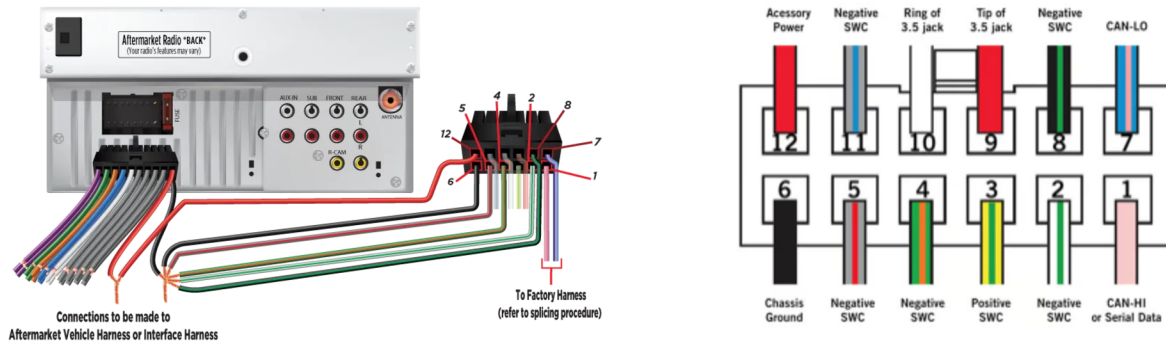 Aftermarket Radio *BACK*
(Your radio's features may vary)
FUSE
AUX-IN SUB FRONT REAR
L
R
R-CAM
ANTENNA
4
2
5
8
12
7
6
1
To Factory Harness
(refer to splicing procedure)
Connections to be made to
Aftermarket Vehicle Harness or Interface Harness
Acessory
Power
Negative
SWC
Ring of
3.5 jack
Tip of
3.5 jack
Negative
SWC
CAN-LO
12
11
10
9
8
7
6
5
4
3
2
1
Chassis
Ground
Negative
SWC
Negative
SWC
Positive
SWC
Negative
SWC
CAN-HI
or Serial Data